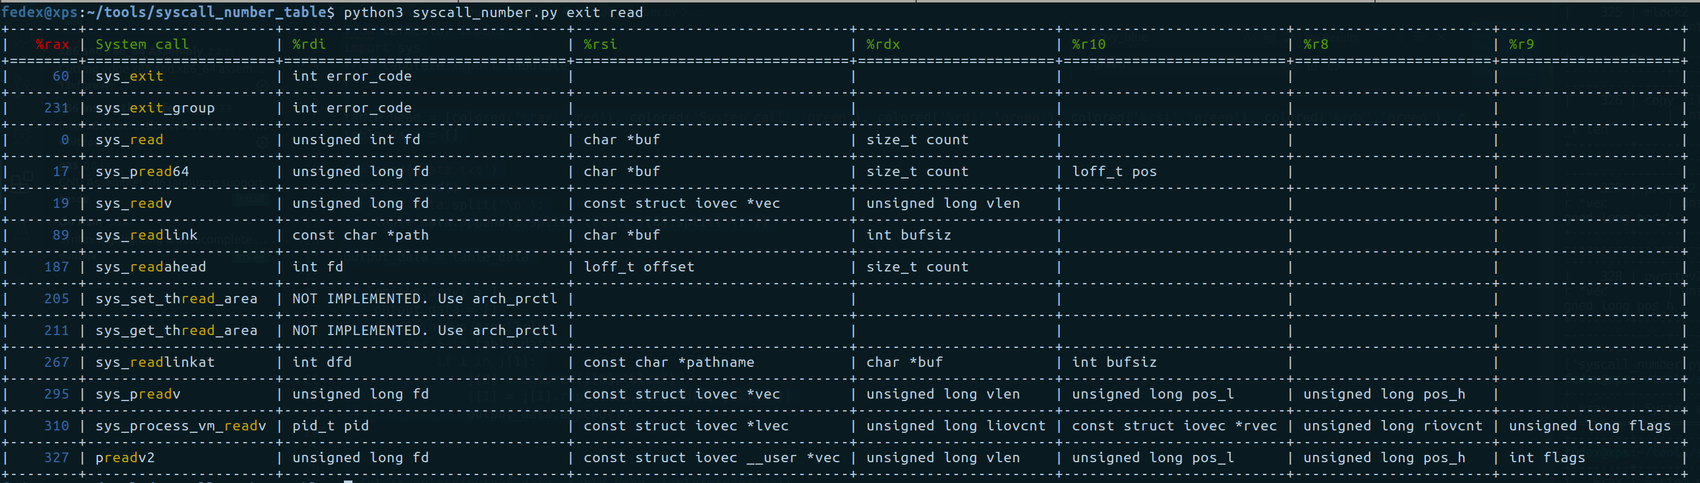 fedex@xps:~/tools/syscall_number_table$ python3 syscall_number.py exit read
%rax | System call | %rdi | %rsi | %rdx | %r10 | %r8 | %r9
60 | sys_exit | int error_code | | | | |
231 | sys_exit_group | int error_code | | | | |
0 | sys_read | unsigned int fd | char *buf | size_t count | | |
17 | sys_pread64 | unsigned long fd | char *buf | size_t count | loff_t pos | |
19 | sys_readv | unsigned long fd | const struct iovec *vec | unsigned long vlen | | |
89 | sys_readlink | const char *path | char *buf | int bufsiz | | |
187 | sys_readahead | int fd | loff_t offset | size_t count | | |
205 | sys_set_thread_area | NOT IMPLEMENTED. Use arch_prctl | | | | |
211 | sys_get_thread_area | NOT IMPLEMENTED. Use arch_prctl | | | | |
267 | sys_readlinkat | int dfd | const char *pathname | char *buf | int bufsiz | |
295 | sys_preadv | unsigned long fd | const struct iovec *vec | unsigned long vlen | unsigned long pos_l | unsigned long pos_h |
310 | sys_process_vm_readv | pid_t pid | const struct iovec *lvec | unsigned long liovcnt | const struct iovec *rvec | unsigned long riovcnt | unsigned long flags
327 | preadv2 | unsigned long fd | const struct iovec __user *vec | unsigned long vlen | unsigned long pos_l | unsigned long pos_h | int flags